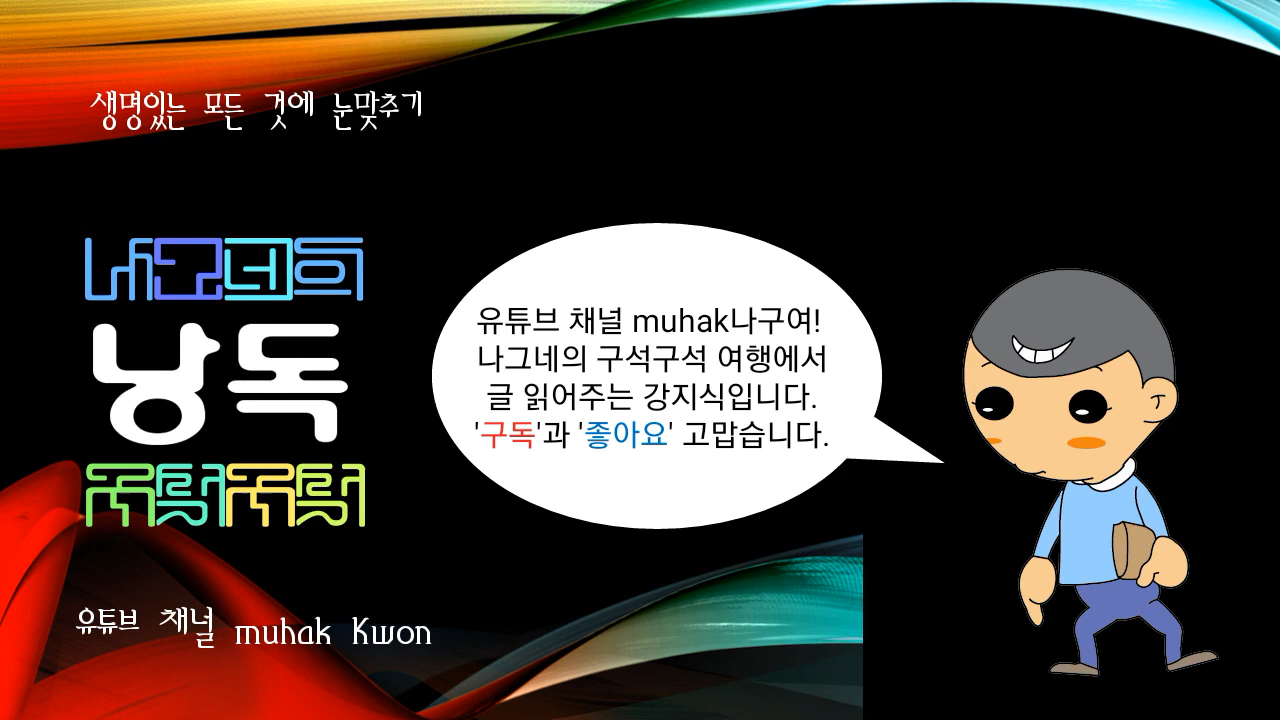 생명있는 모든 것에 눈맞추기
나그네의
낭독
구석구석
유튜브 채널 muhak나구여!
나그네의 구석구석 여행에서
글 읽어주는 강지식입니다.
'구독'과 '좋아요' 고맙습니다.
유튜브 채널 muhak Kwon